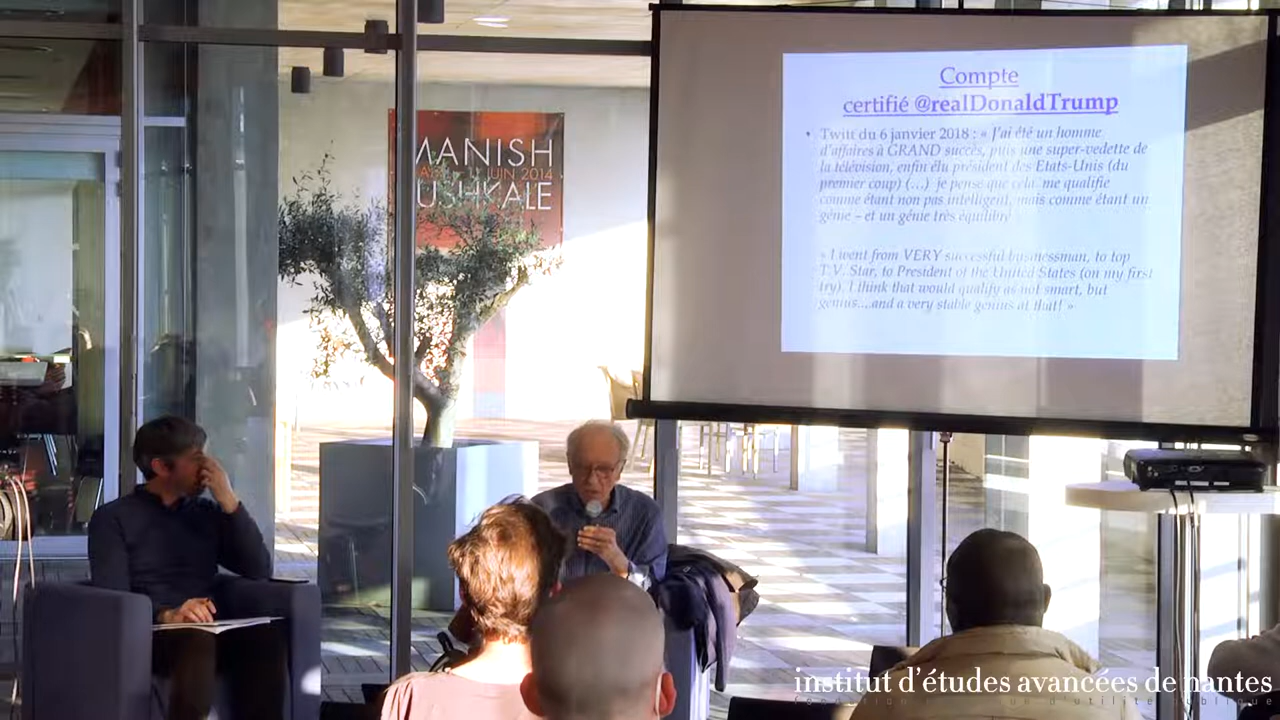 MANISH
JUIN 2014
USHKALE
Compte
certifié @realDonaldTrump
• Twitt du 6 janvier 2018 : « J'ai été un homme
d'affaires à GRAND succès, puis une super-vedette de
la télévision, enfin élu président des Etats-Unis (du
premier coup) (…) je pense que cela me qualifie
comme étant non pas intelligent, mais comme étant un
génie – et un génie très équilibré
« I went from VERY successful businessman, to top
T.V. Star, to President of the United States (on my first
try). I think that would qualify as not smart, but
genius…and a very stable genius at that! »
institut d'études avancées de nantes
d'utilité publique